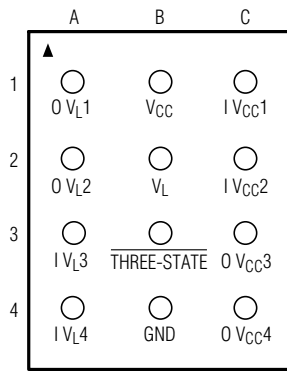 A B C
1
O VL1 VCC I VCC1
2
O VL2 VL I VCC2
3
I VL3 THREE-STATE O VCC3
4
I VL4 GND O VCC4